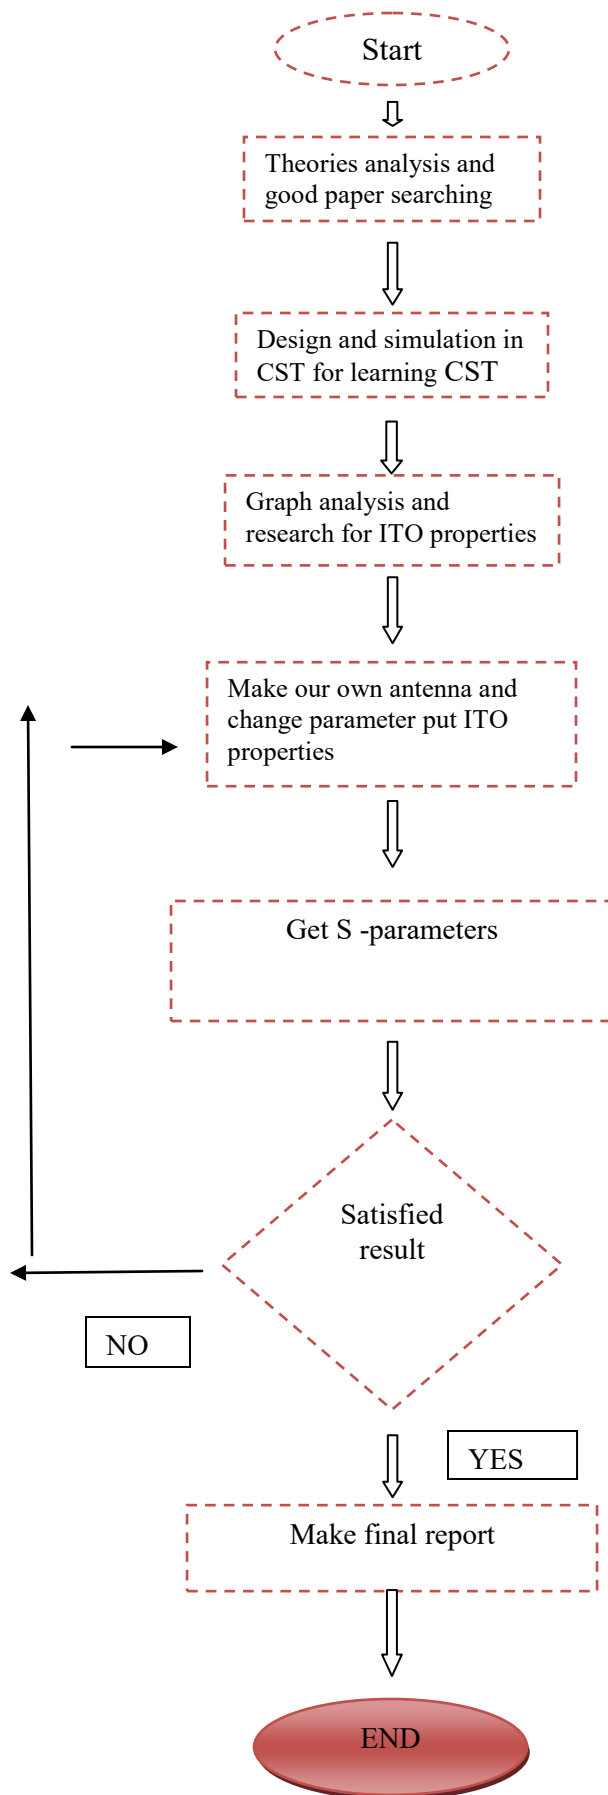 Start
Theories analysis and
good paper searching
Design and simulation in
CST for learning CST
Graph analysis and
research for ITO properties
Make our own antenna and
change parameter put ITO
properties
Get S -parameters
Satisfied
result
NO
YES
Make final report
END